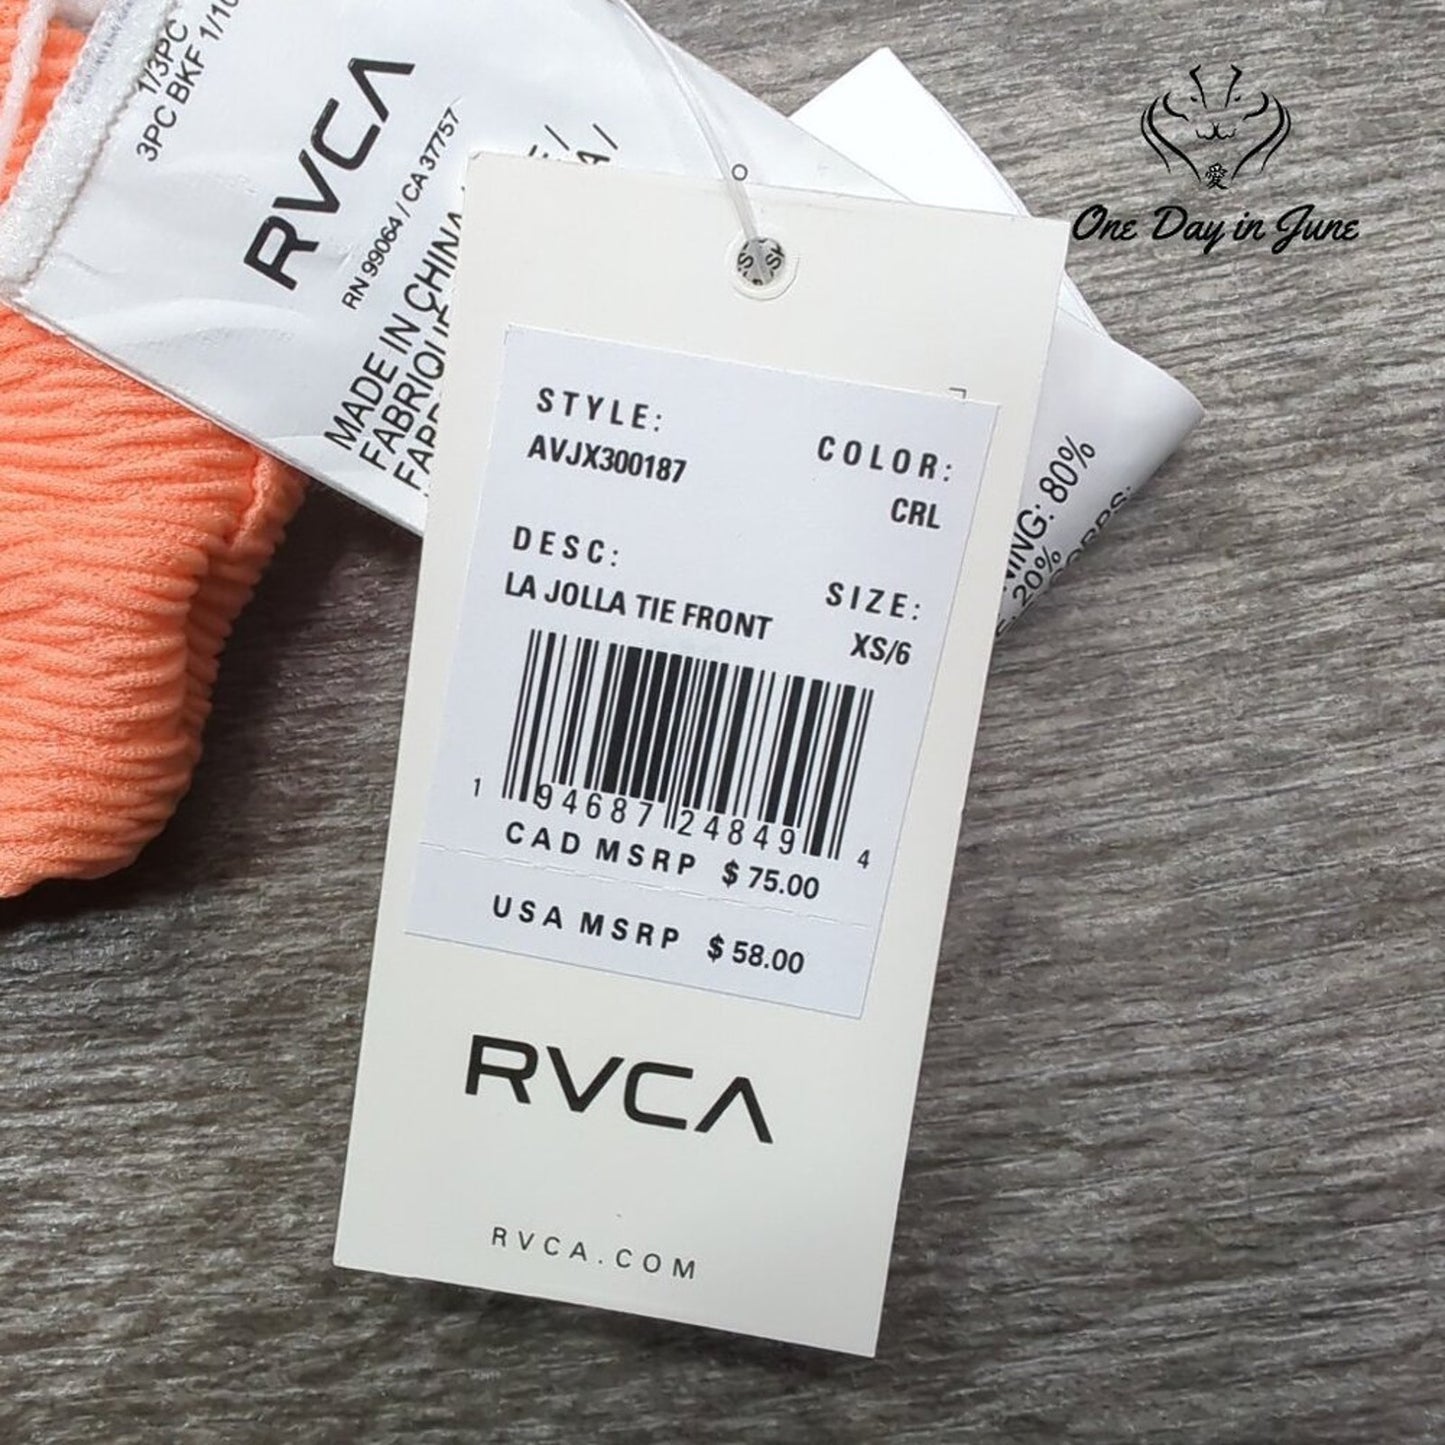 1/3PC
3PC BKF 1/10
RVCA
RN 99064 / CA 37757
MADE IN CHINA
愛
One Day in June
STYLE:
AVJX300187
COLOR:
CRL
DESC:
LA JOLLA TIE FRONT
SIZE:
XS/6
1 94687 24849 4
CAD MSRP $ 75.00
USA MSRP $ 58.00
RVCA
RVCA.COM
80%
20%